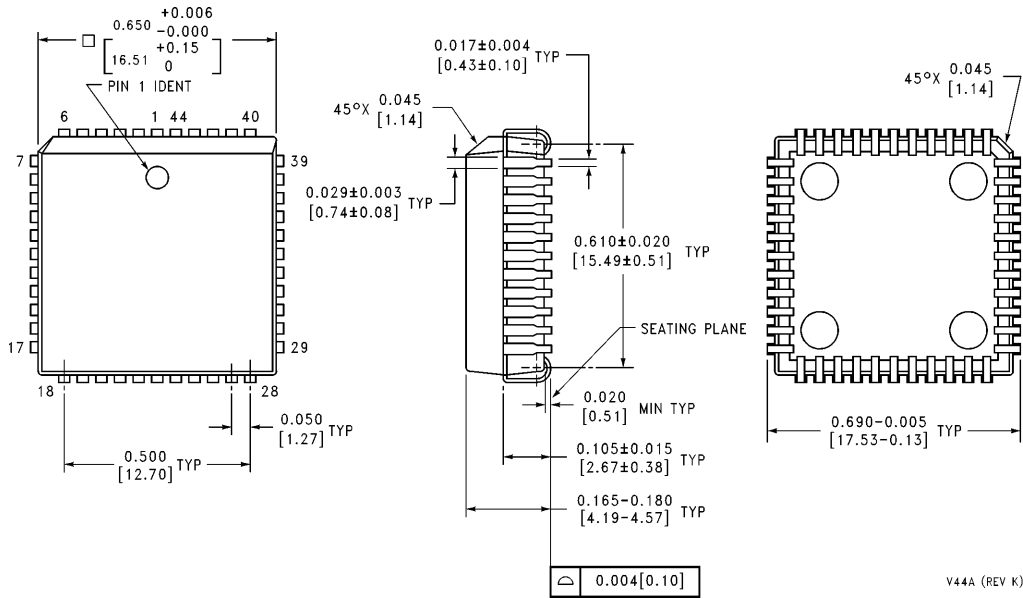 +0.006
0.650 -0.000
+0.15
16.51 0
PIN 1 IDENT
6 1 44 40
7 39
17 29
18 28
0.050
[1.27] TYP
0.500
[12.70] TYP
0.017±0.004
[0.43±0.10] TYP
45°X 0.045
[1.14]
0.029±0.003
[0.74±0.08] TYP
0.610±0.020
[15.49±0.51] TYP
SEATING PLANE
0.020
[0.51] MIN TYP
0.105±0.015
[2.67±0.38] TYP
0.165-0.180
[4.19-4.57] TYP
0.004[0.10]
45°X 0.045
[1.14]
0.690-0.005
[17.53-0.13] TYP
V44A (REV K)